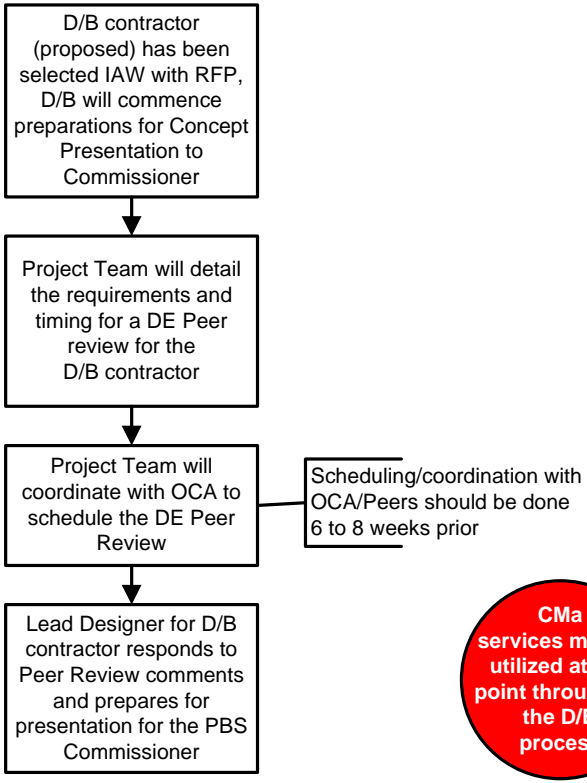 D/B contractor
(proposed) has been
selected IAW with RFP,
D/B will commence
preparations for Concept
Presentation to
Commissioner
Project Team will detail
the requirements and
timing for a DE Peer
review for the
D/B contractor
Project Team will
coordinate with OCA to
schedule the DE Peer
Review
Scheduling/coordination with
OCA/Peers should be done
6 to 8 weeks prior
Lead Designer for D/B
contractor responds to
Peer Review comments
and prepares for
presentation for the PBS
Commissioner
CMa
services
utilized
point
the